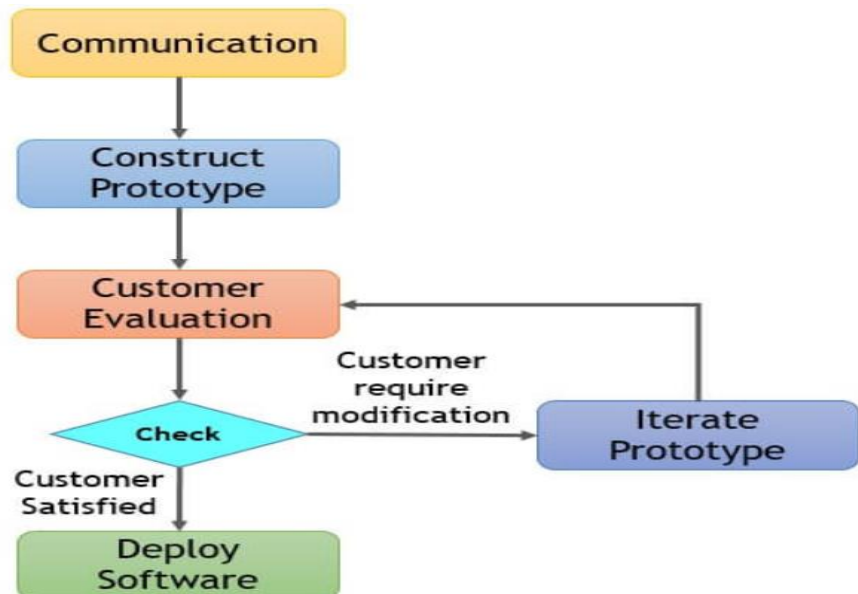 Communication
Construct
Prototype
Customer
Evaluation
Customer
require
modification
Check
Iterate
Prototype
Customer
Satisfied
Deploy
Software